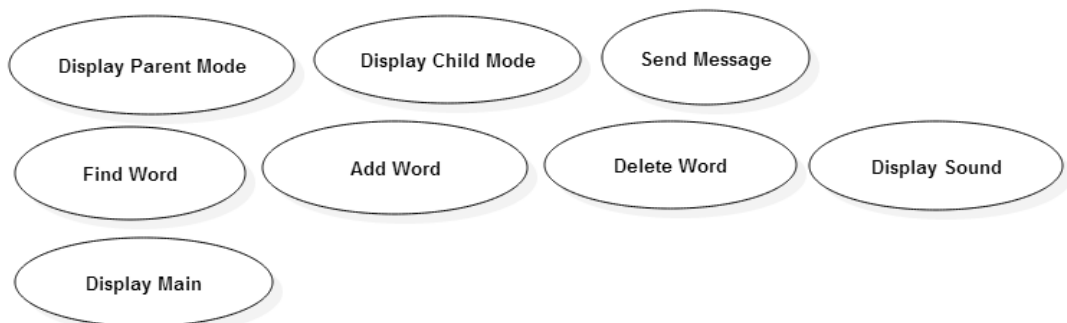 Display Parent Mode
Display Child Mode
Send Message
Find Word
Add Word
Delete Word
Display Sound
Display Main